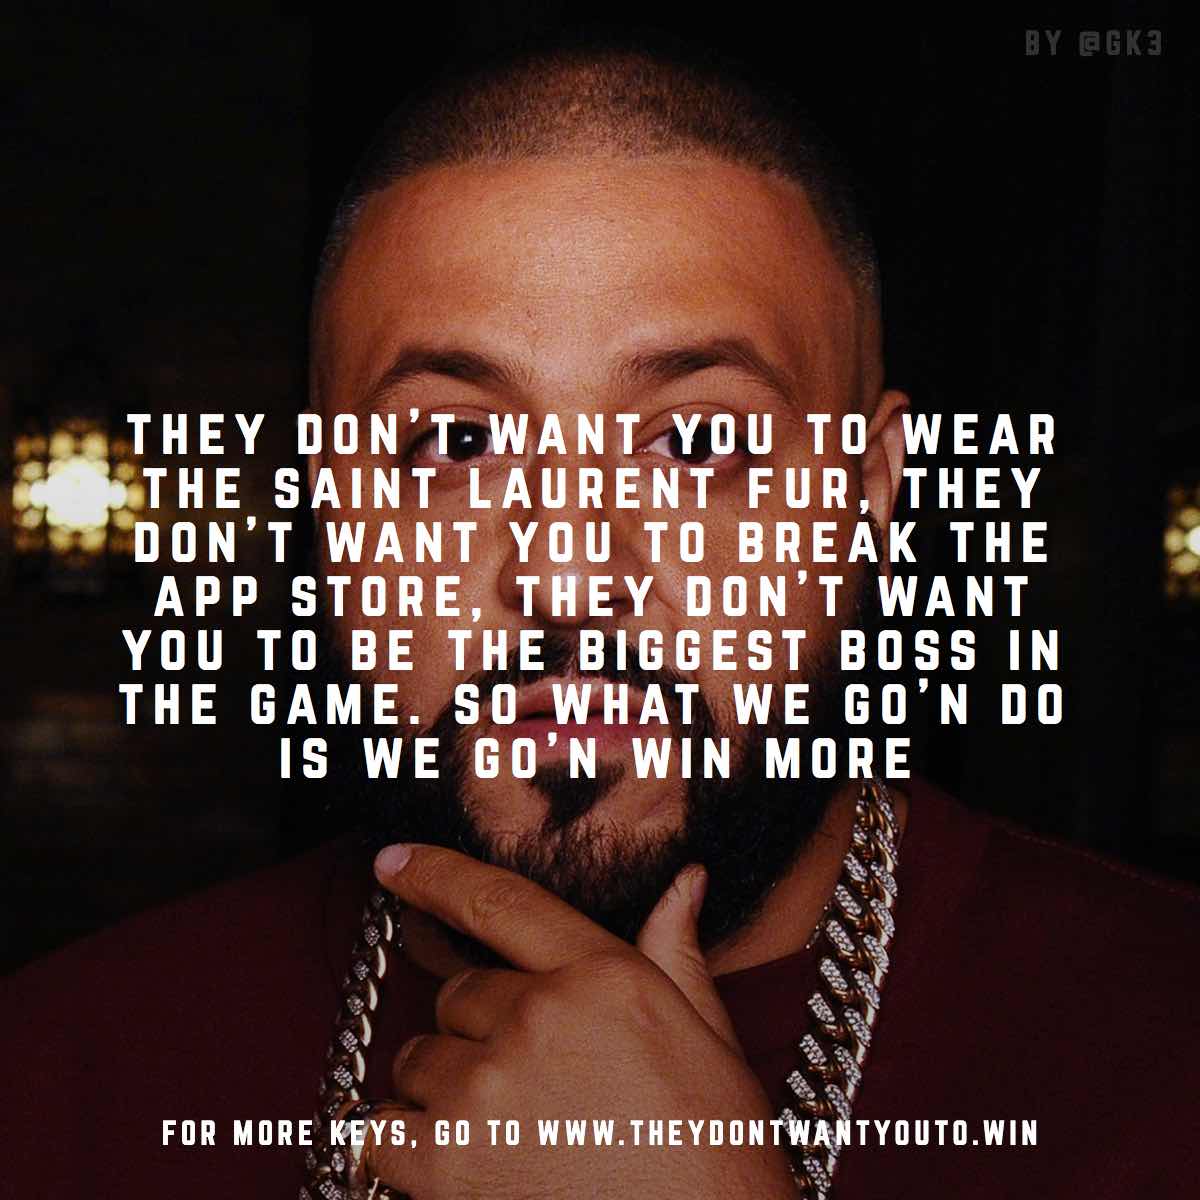 BY @GK3
THEY DON'T WANT YOU TO WEAR
THE SAINT LAURENT FUR, THEY
DON'T WANT YOU TO BREAK THE
APP STORE, THEY DON'T WANT
YOU TO BE THE BIGGEST BOSS IN
THE GAME. SO WHAT WE GO'N DO
IS WE GO'N WIN MORE
FOR MORE KEYS, GO TO WWW.THEYDONTWANTYOUTO.WIN